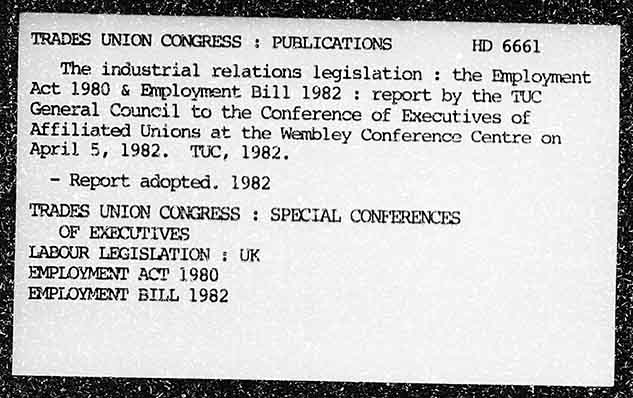 TRADES UNION CONGRESS : PUBLICATIONS HD 6661
The industrial relations legislation : the Employment
Act 1980 & Employment Bill 1982 : report by the TUC
General Council to the Conference of Executives of
Affiliated Unions at the Wembley Conference Centre on
April 5, 1982. TUC, 1982.
- Report adopted. 1982
TRADES UNION CONGRESS : SPECIAL CONFERENCES
OF EXECUTIVES
LABOUR LEGISLATION : UK
EMPLOYMENT ACT 1980
EMPLOYMENT BILL 1982